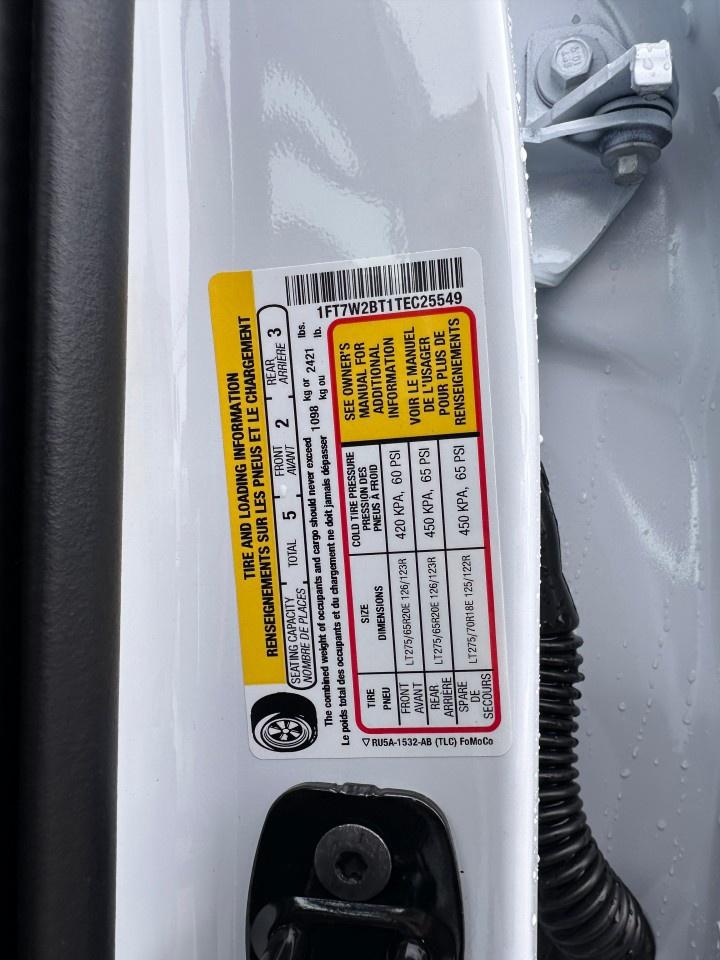 1FT7W2BT1TEC25549
TIRE AND LOADING INFORMATION
RENSEIGNEMENTS SUR LES PNEUS ET LE CHARGEMENT
SEATING CAPACITY
NOMBRE DE PLACES
TOTAL 5
FRONT
AVANT
2
REAR
ARRIÈRE
3
The combined weight of occupants and cargo should never exceed 1098 kg or 2421 lbs.
Le poids total des occupants et du chargement ne doit jamais dépasser kg ou lb.
TIRE
PNEU
SIZE
DIMENSIONS
COLD TIRE PRESSURE
PRESSION DES
PNEUS À FROID
FRONT
AVANT
LT275/65R20E 126/123R
420 KPA, 60 PSI
REAR
ARRIÈRE
LT275/65R20E 126/123R
450 KPA, 65 PSI
SPARE
DE
SECOURS
LT275/70R18E 125/122R
450 KPA, 65 PSI
SEE OWNER'S
MANUAL FOR
ADDITIONAL
INFORMATION
VOIR LE MANUEL
DE L'USAGER
POUR PLUS DE
RENSEIGNEMENTS
▽ RU5A-1532-AB (TLC) FoMoCo